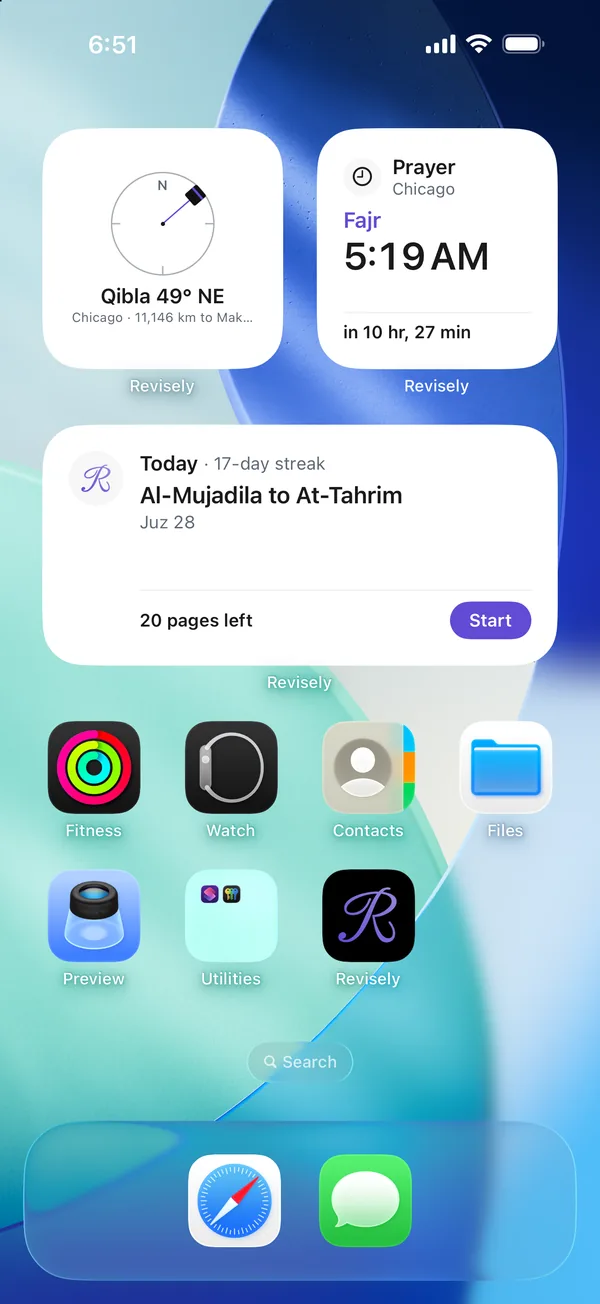 6:51
N
Qibla 49° NE
Chicago · 11,146 km to Mak...
Revisely
Prayer
Chicago
Fajr
5:19 AM
in 10 hr, 27 min
Revisely
R
Today · 17-day streak
Al-Mujadila to At-Tahrim
Juz 28
20 pages left
Start
Revisely
Fitness
Watch
Contacts
Files
Preview
Utilities
R
Revisely
Search